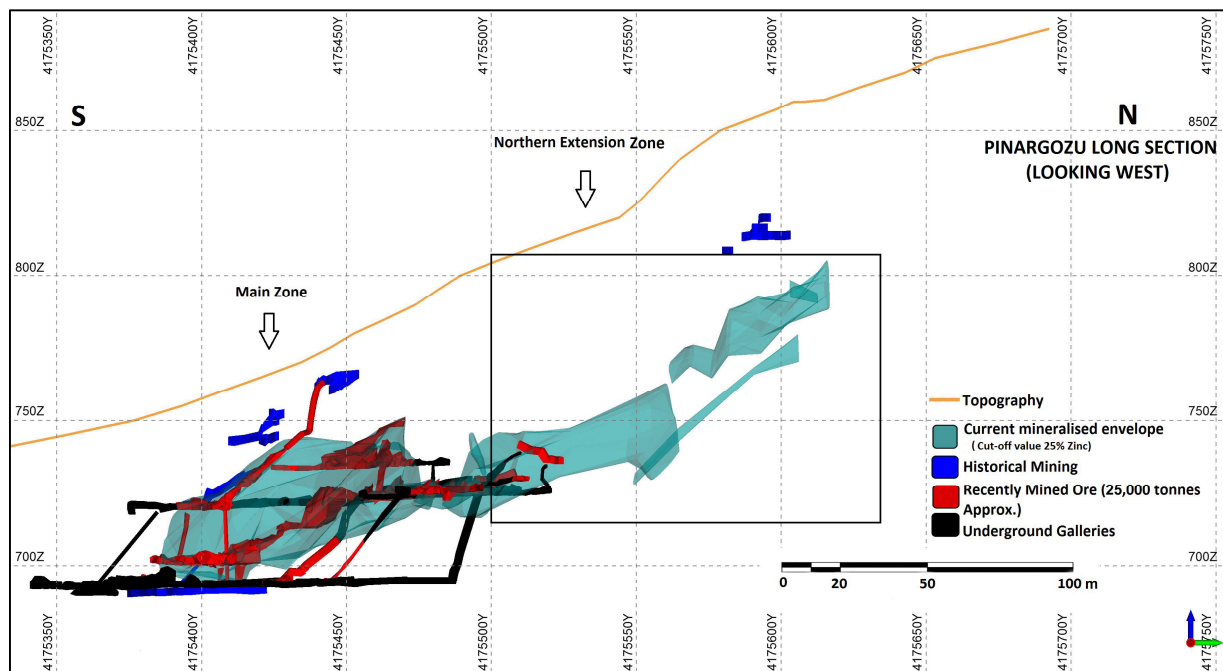 4175350Y
4175400Y
4175450Y
4175500Y
4175550Y
4175600Y
4175650Y
4175700Y
4175750Y
S
N
850Z
850Z
PINARGOZU LONG SECTION
(LOOKING WEST)
Northern Extension Zone
800Z
800Z
Main Zone
750Z
750Z
Topography
Current mineralised envelope
( Cut-off value 25% Zinc)
Historical Mining
Recently Mined Ore (25,000 tonnes
Approx.)
Underground Galleries
700Z
700Z
0 20 50 100 m
4175350Y
4175400Y
4175450Y
4175500Y
4175550Y
4175600Y
4175650Y
4175700Y
4175750Y